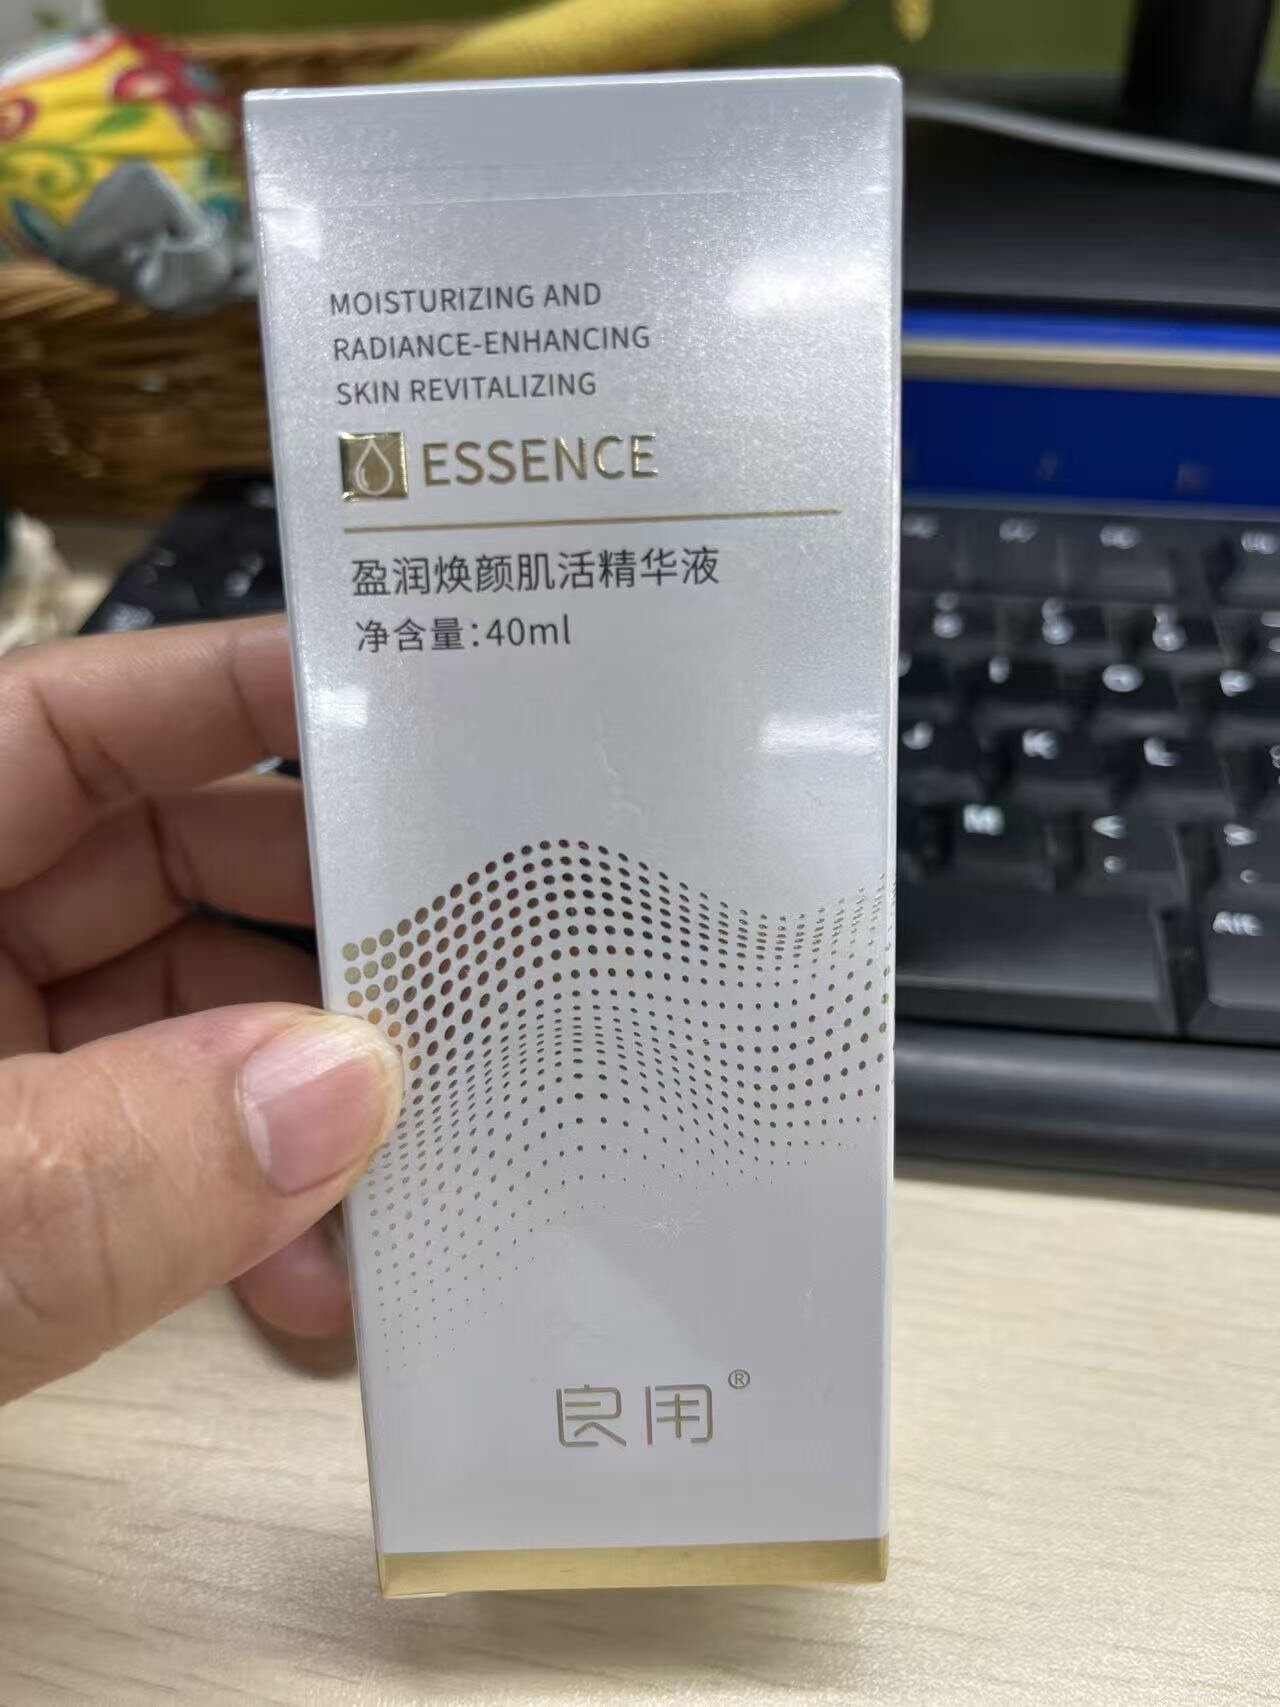 MOISTURIZING AND
RADIANCE-ENHANCING
SKIN REVITALIZING
ESSENCE
盈润焕颜肌活精华液
净含量:40ml
良用®
F
G
J
K
L
M
<
>
Alt